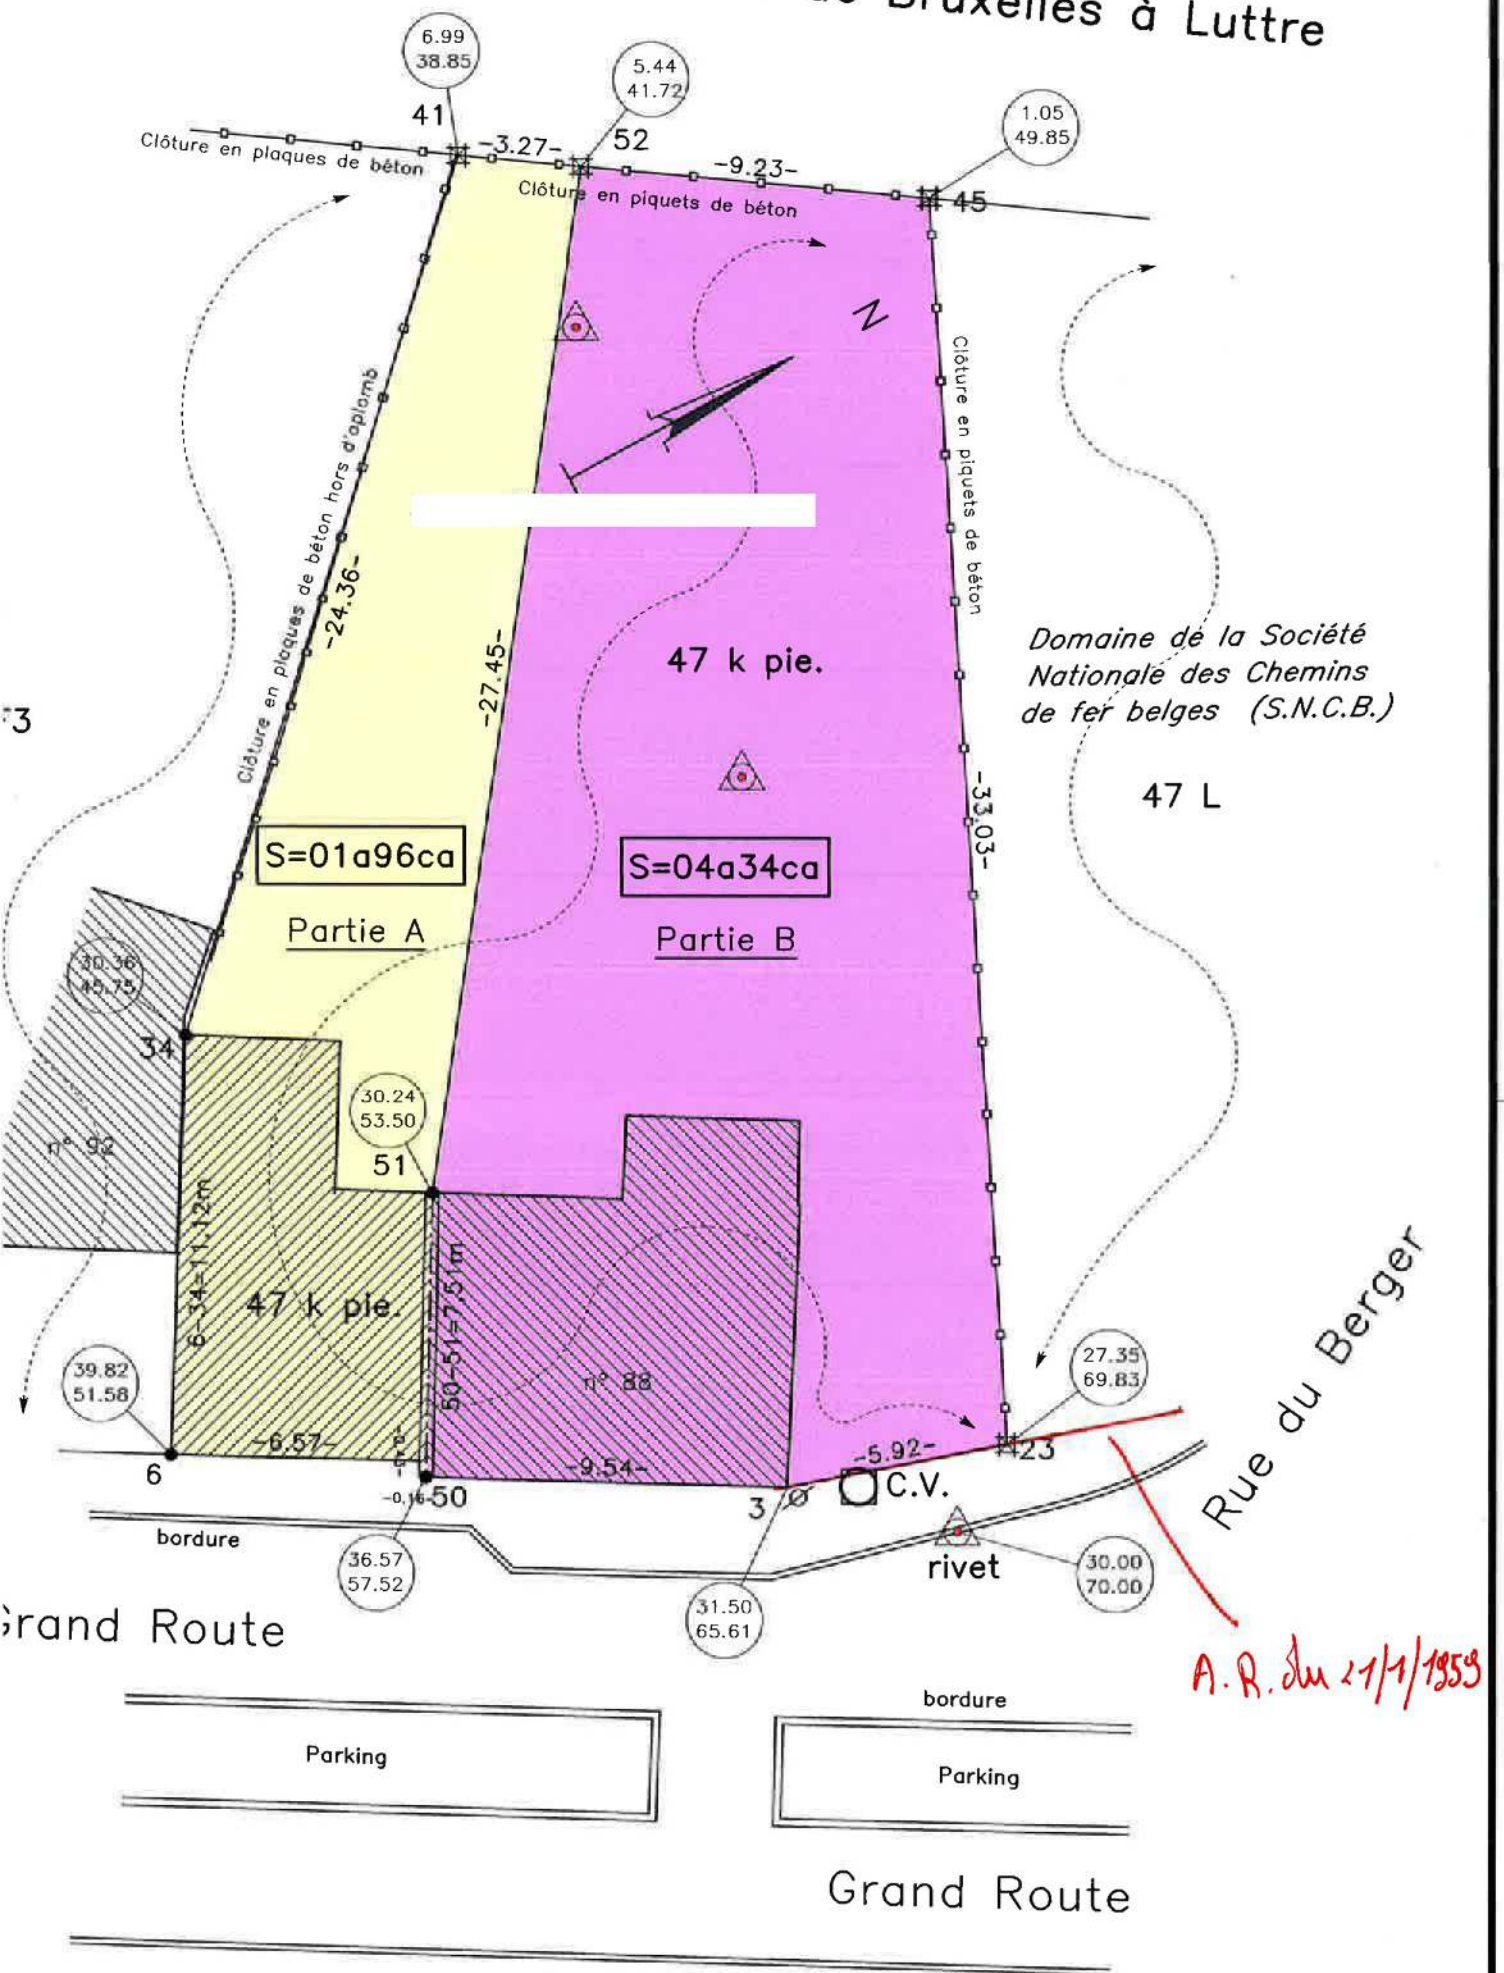 Bruxelles à Luttre
6.99
38.85
5.44
41.72
1.05
49.85
41
-3.27-
52
-9.23-
45
Clôture en plaques de béton
Clôture en piquets de béton
N
Clôture en plaques de béton hors d'aplomb
-24.36-
-27.45-
Clôture en piquets de béton
-33.03-
47 k pie.
Domaine de la Société
Nationale des Chemins
de fer belges (S.N.C.B.)
47 L
S=01a96ca
Partie A
S=04a34ca
Partie B
30.36
45.75
34
30.24
53.50
51
n° 92
6-34=11,12m
47 k pie.
50-51=7,51m
n° 88
39.82
51.58
27.35
69.83
6
-6.57-
-9.54-
-5.92-
23
-0,16-
50
3
C.V.
Rue du Berger
bordure
36.57
57.52
rivet
30.00
70.00
31.50
65.61
Grand Route
A.R. du 21/1/1959
bordure
Parking
Parking
Grand Route